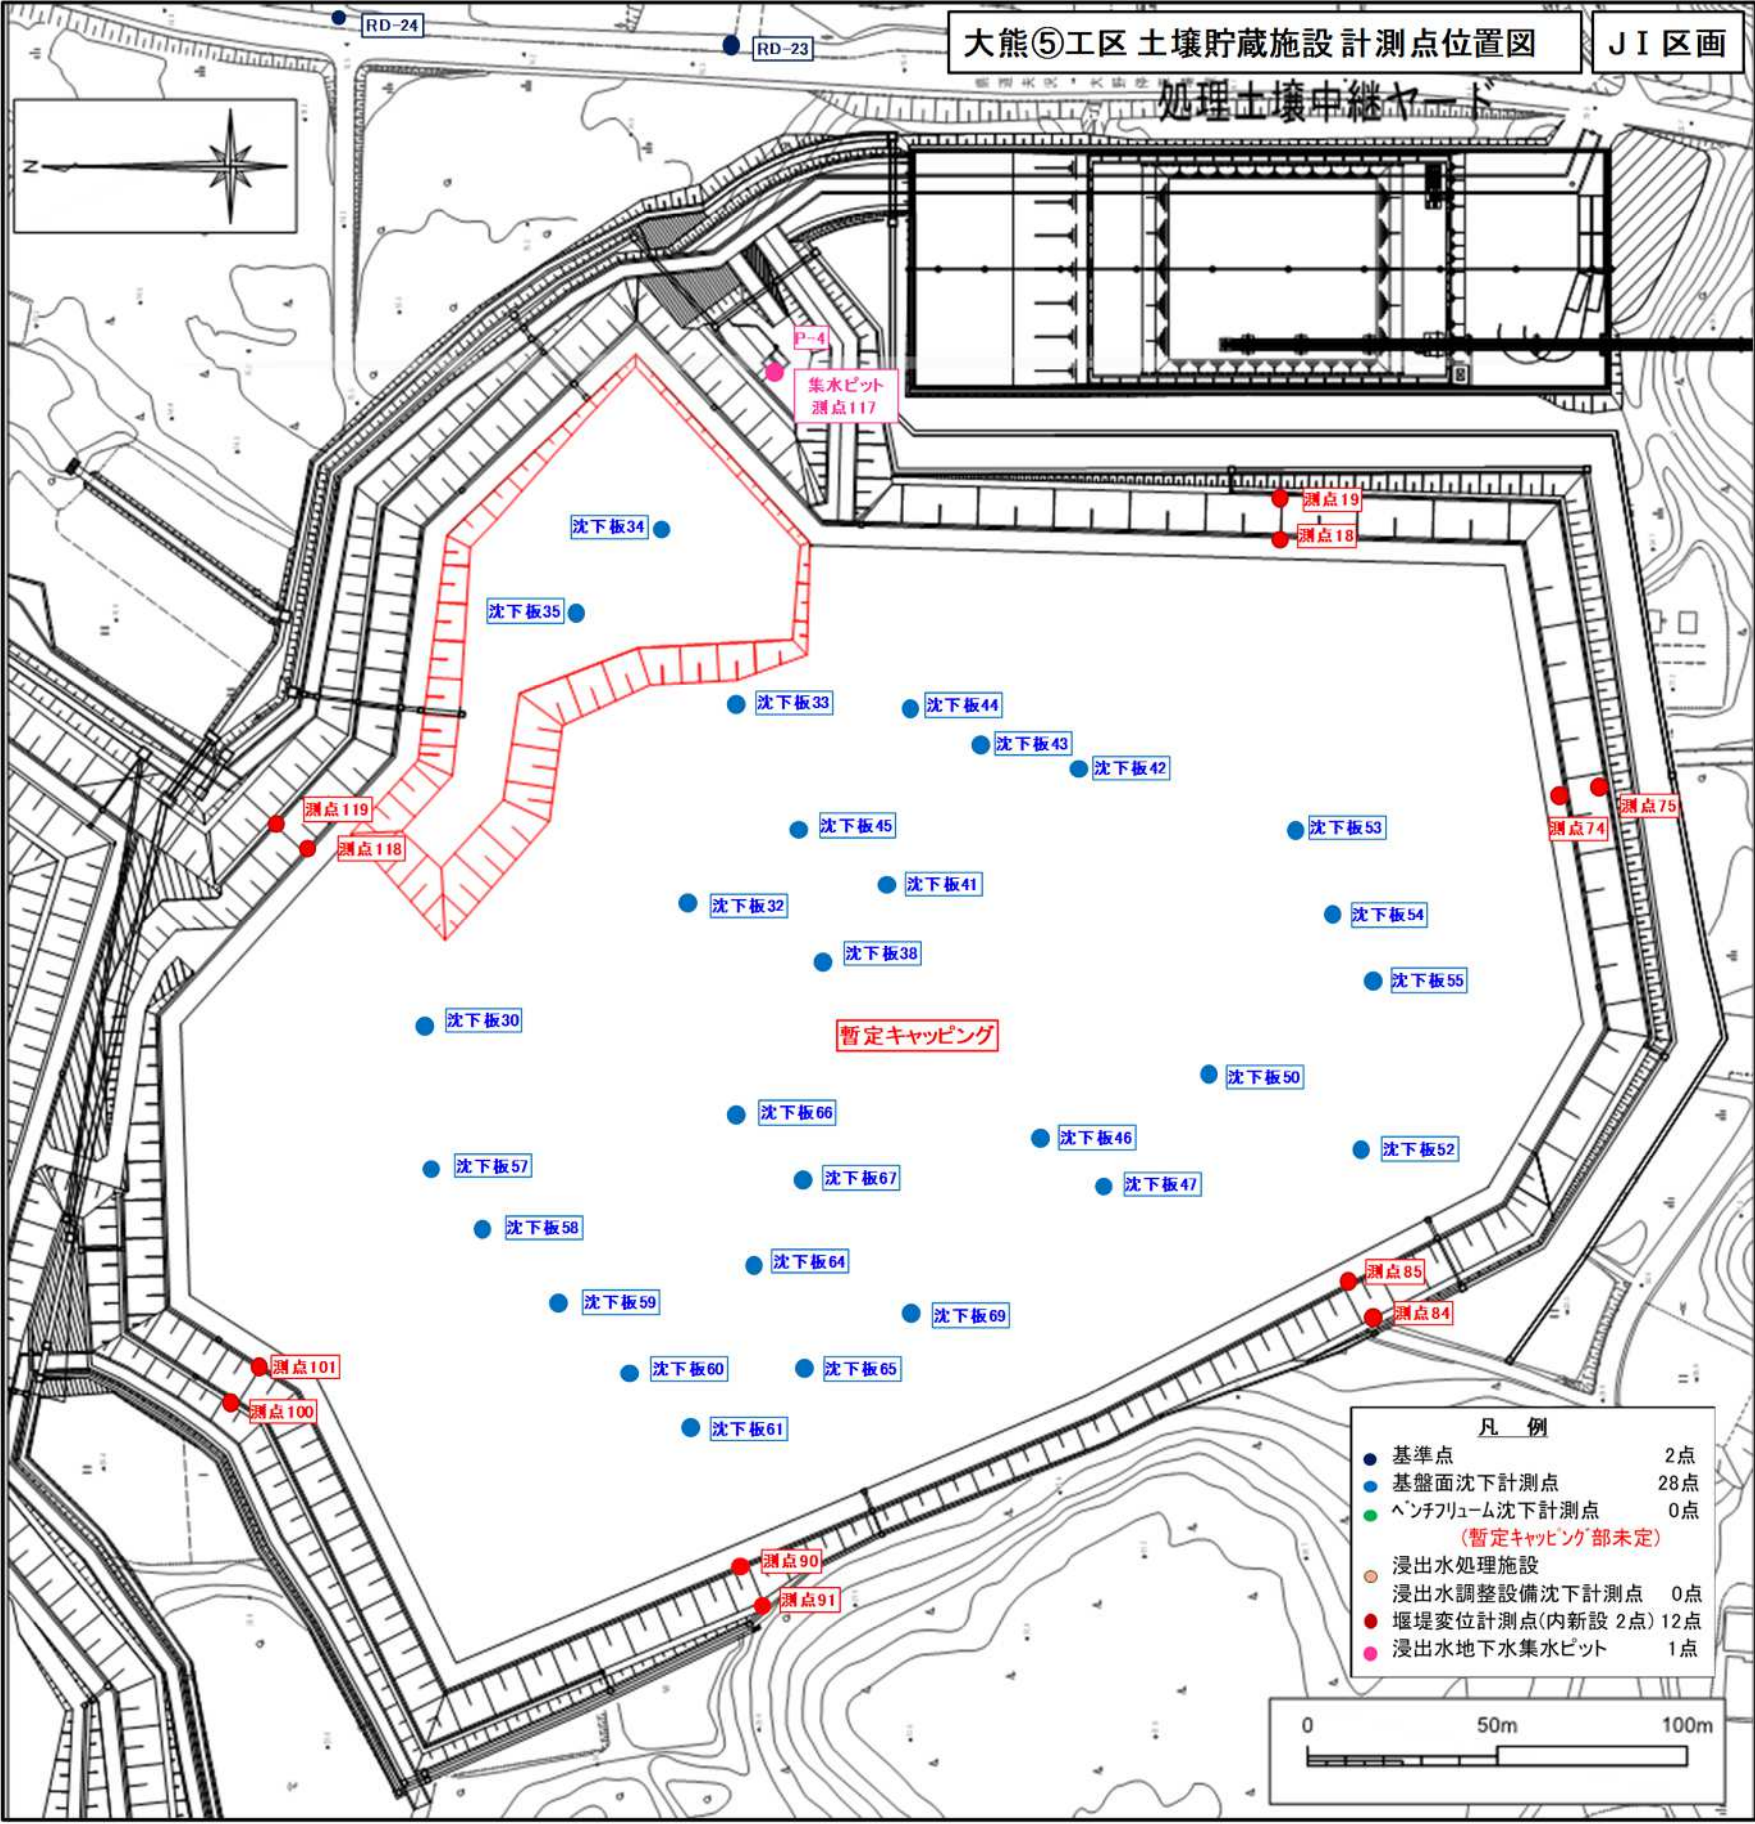 RD-24
RD-23
大熊⑤工区 土壌貯蔵施設 計測点位置図
ＪＩ区画
処理土壌中継ヤード
N
P-4
集水ピット
測点117
測点19
測点18
沈下板34
沈下板35
沈下板33
沈下板44
沈下板43
沈下板42
測点75
測点74
測点119
測点118
沈下板45
沈下板53
沈下板41
沈下板32
沈下板54
沈下板38
沈下板55
沈下板30
暫定キャッピング
沈下板50
沈下板66
沈下板46
沈下板52
沈下板57
沈下板67
沈下板47
沈下板58
沈下板64
測点85
沈下板59
沈下板69
測点84
測点101
沈下板60
沈下板65
測点100
沈下板61
測点90
測点91
凡 例
基準点 2点
基盤面沈下計測点 28点
ベンチフリューム沈下計測点 0点
(暫定キャッピング部未定)
浸出水処理施設
浸出水調整設備沈下計測点 0点
堰堤変位計測点(内新設 2点) 12点
浸出水地下水集水ピット 1点
0 50m 100m